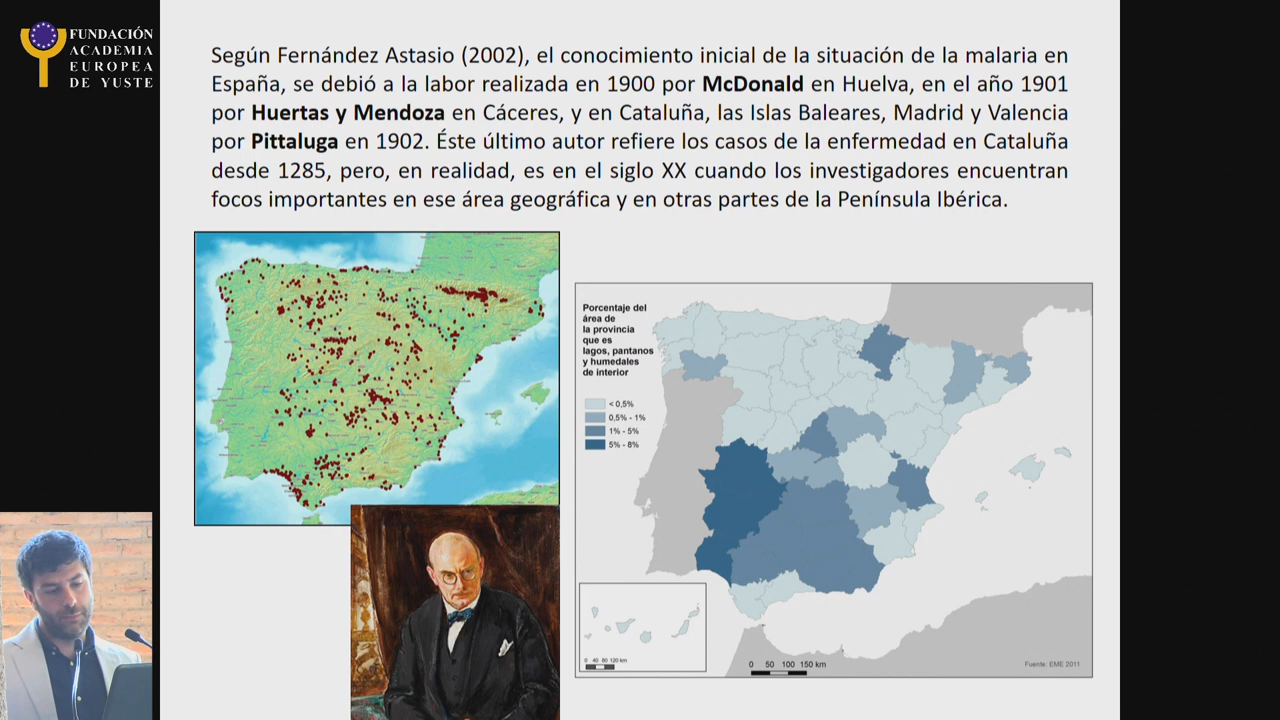 FUNDACIÓN
ACADEMIA
EUROPEA
DE YUSTE
Según Fernández Astasio (2002), el conocimiento inicial de la situación de la malaria en
España, se debió a la labor realizada en 1900 por McDonald en Huelva, en el año 1901
por Huertas y Mendoza en Cáceres, y en Cataluña, las Islas Baleares, Madrid y Valencia
por Pittaluga en 1902. Éste último autor refiere los casos de la enfermedad en Cataluña
desde 1285, pero, en realidad, es en el siglo XX cuando los investigadores encuentran
focos importantes en ese área geográfica y en otras partes de la Península Ibérica.
Porcentaje del
área de
la provincia
que es
lagos, pantanos
y humedales
de interior
< 0,5%
0,5% - 1%
1% - 5%
5% - 8%
0 40 80 120 km
0 50 100 150 km
Fuente: EME 2011